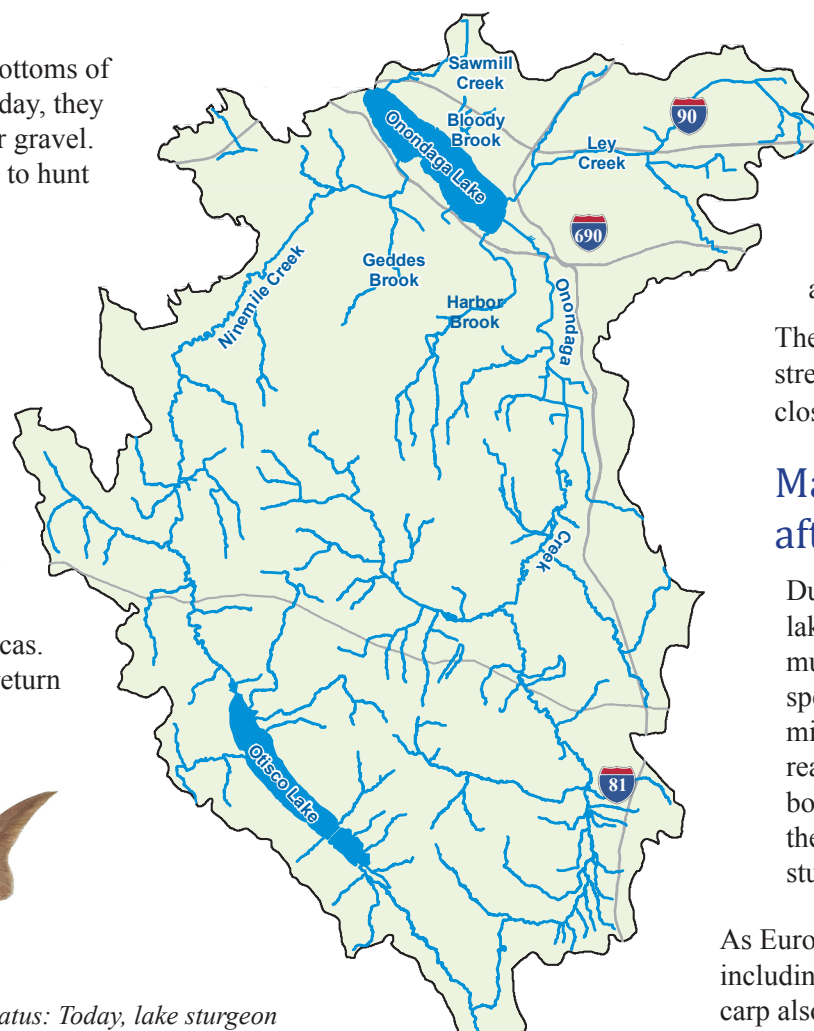 ottoms of
day, they
r gravel.
to hunt
cas.
eturn
atus: Today, lake sturgeon
Sawmill
Creek
Bloody
Brook
Onondaga Lake
Ley
Creek
90
690
Geddes
Brook
Ninemile Creek
Harbor
Brook
Onondaga
Creek
Otisco Lake
81
a
The
stre
clos
Ma
aft
Du
lak
mu
spe
mi
rea
bo
the
stu
As Euro
includin
carp also